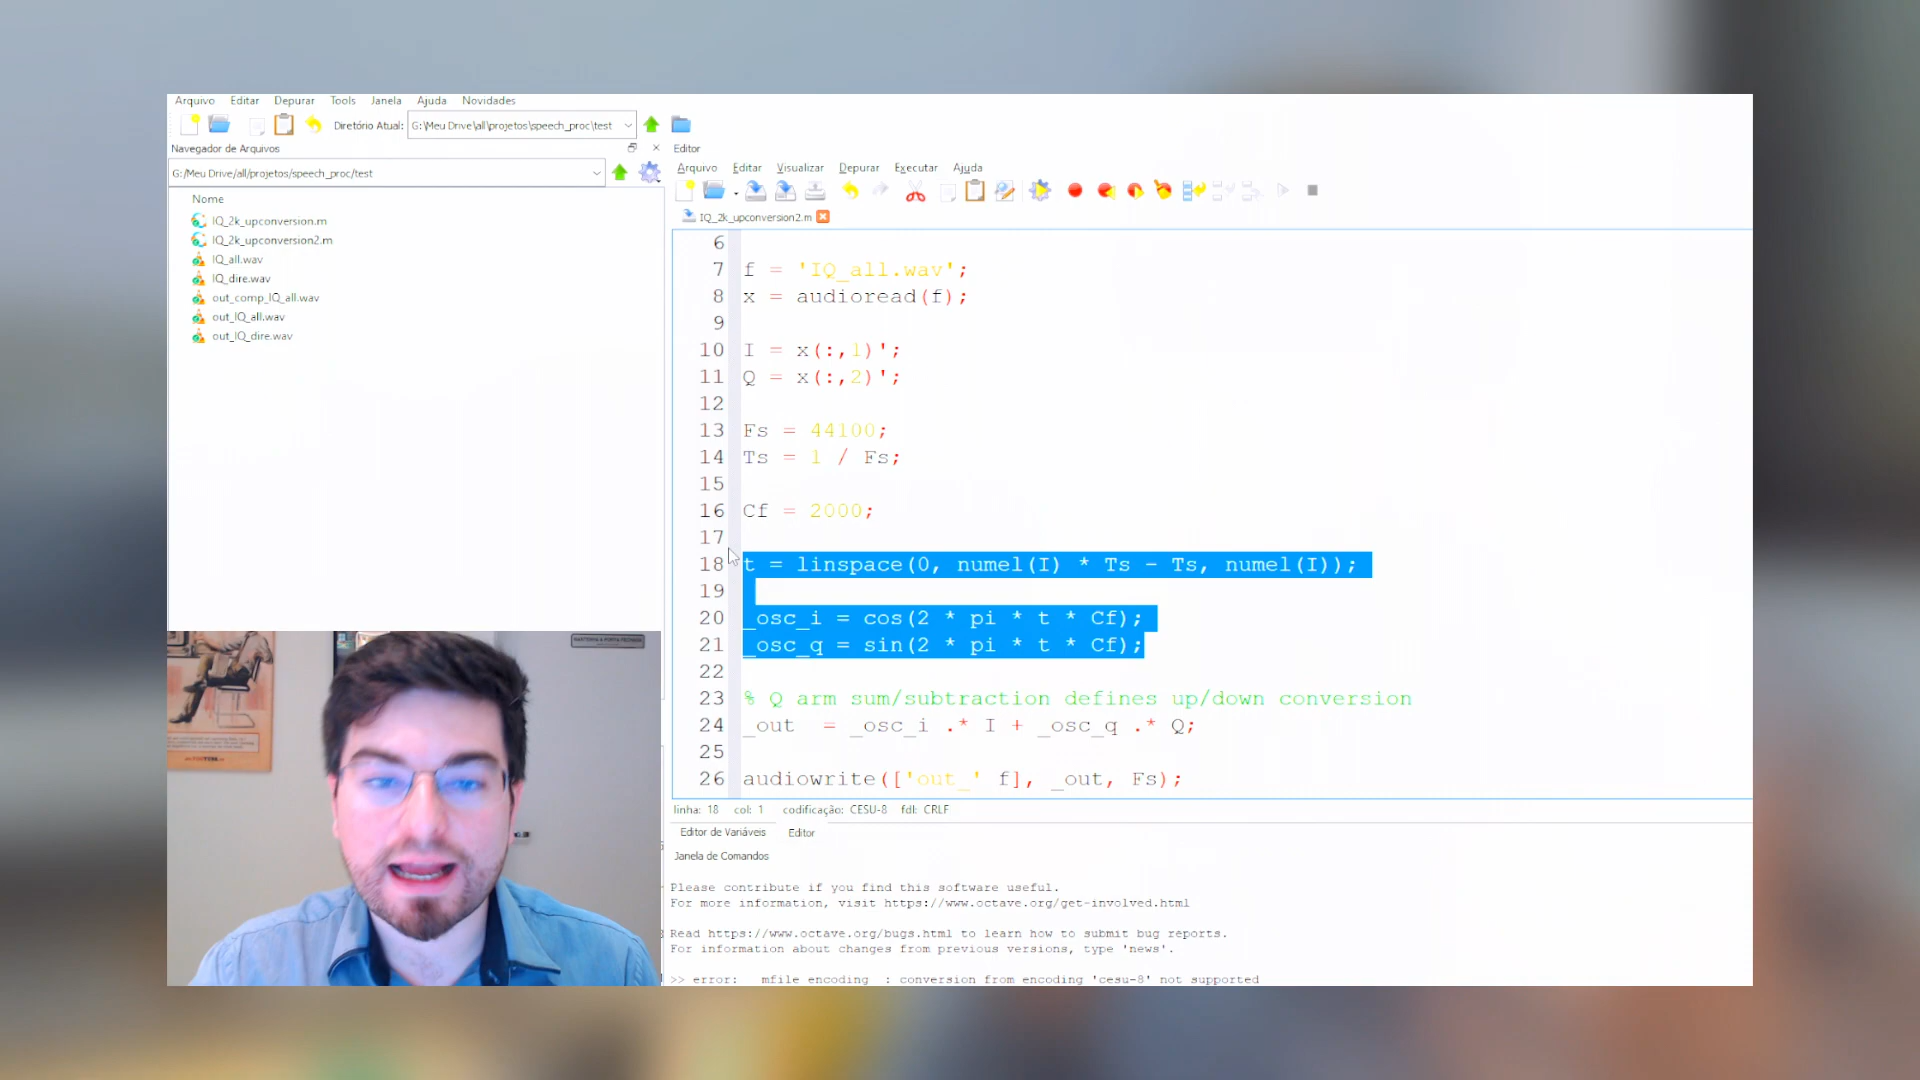 Arquivo Editar Depurar Tools Janela Ajuda Novidades
Diretório Atual: G:\Meu Drive\all\projetos\speech_proc\test
Navegador de Arquivos
G:/Meu Drive/all/projetos/speech_proc/test
Nome
IQ_2k_upconversion.m
IQ_2k_upconversion2.m
IQ_all.wav
IQ_dire.wav
out_comp_IQ_all.wav
out_IQ_all.wav
out_IQ_dire.wav
Editor
Arquivo Editar Visualizar Depurar Executar Ajuda
IQ_2k_upconversion2.m
6
7 f = 'IQ_all.wav';
8 x = audioread(f);
9
10 I = x(:,1)';
11 Q = x(:,2)';
12
13 Fs = 44100;
14 Ts = 1 / Fs;
15
16 Cf = 2000;
17
18 t = linspace(0, numel(I) * Ts - Ts, numel(I));
19
20 _osc_i = cos(2 * pi * t * Cf);
21 _osc_q = sin(2 * pi * t * Cf);
22
23 % Q arm sum/subtraction defines up/down conversion
24 _out = _osc_i .* I + _osc_q .* Q;
25
26 audiowrite(['out_' f], _out, Fs);
linha: 18 col: 1 codificação: CESU-8 fdl: CRLF
Editor de Variáveis Editor
Janela de Comandos
Please contribute if you find this software useful.
For more information, visit https://www.octave.org/get-involved.html
Read https://www.octave.org/bugs.html to learn how to submit bug reports.
For information about changes from previous versions, type 'news'.
>> error: mfile_encoding : conversion from encoding 'cesu-8' not supported